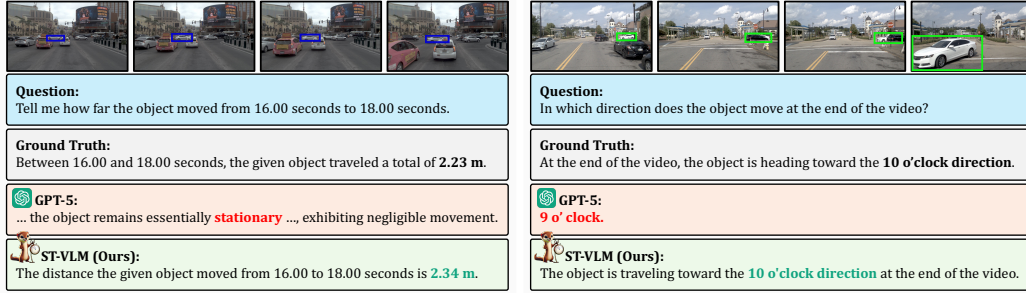 Question:
Tell me how far the object moved from 16.00 seconds to 18.00 seconds.
Ground Truth:
Between 16.00 and 18.00 seconds, the given object traveled a total of 2.23 m.
GPT-5:
... the object remains essentially stationary ..., exhibiting negligible movement.
ST-VLM (Ours):
The distance the given object moved from 16.00 to 18.00 seconds is 2.34 m.
Question:
In which direction does the object move at the end of the video?
Ground Truth:
At the end of the video, the object is heading toward the 10 o'clock direction.
GPT-5:
9 o' clock.
ST-VLM (Ours):
The object is traveling toward the 10 o'clock direction at the end of the video.